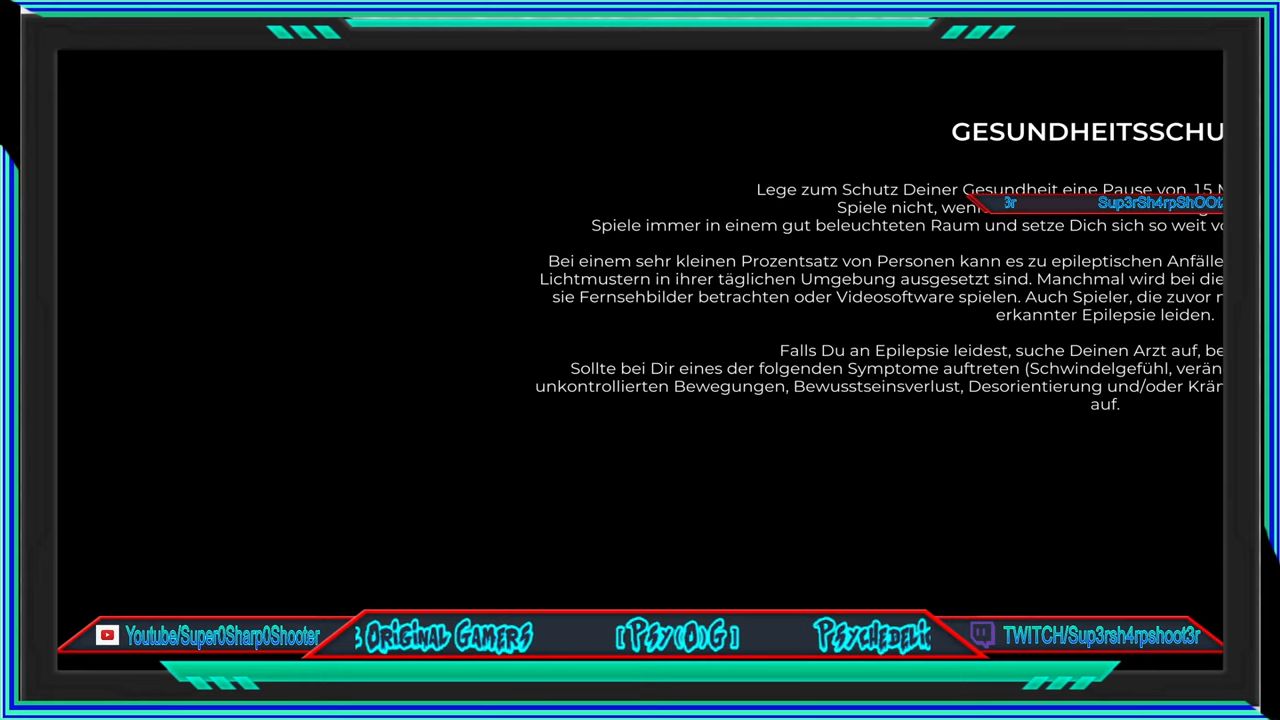 GESUNDHEITSSCHU
Lege zum Schutz Deiner Gesundheit eine Pause von 15
Spiele nicht, wenn
3r Sup3rSh4rpShOOt3
Spiele immer in einem gut beleuchteten Raum und setze Dich sich so weit vo
Bei einem sehr kleinen Prozentsatz von Personen kann es zu epileptischen Anfälle
Lichtmustern in ihrer täglichen Umgebung ausgesetzt sind. Manchmal wird bei die
sie Fernsehbilder betrachten oder Videosoftware spielen. Auch Spieler, die zuvor
erkannter Epilepsie leiden.
Falls Du an Epilepsie leidest, suche Deinen Arzt auf, be
Sollte bei Dir eines der folgenden Symptome auftreten (Schwindelgefühl, verän
unkontrollierten Bewegungen, Bewusstseinsverlust, Desorientierung und/oder Krän
auf.
Youtube/Super0Sharp0Shooter
Original Gamers [Psy(O)G] Psychedelic
TWITCH/Sup3rsh4rpshoot3r